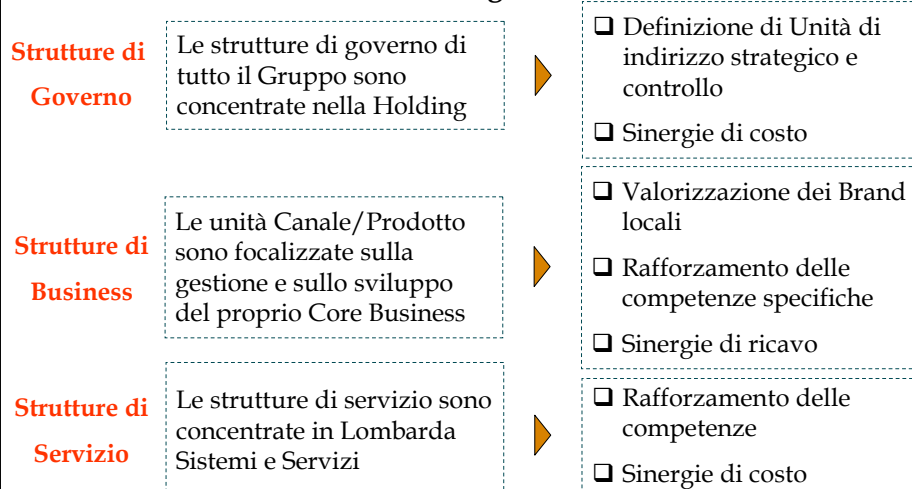 Strutture di
Governo
Le strutture di governo di
tutto il Gruppo sono
concentrate nella Holding
❑ Definizione di Unità di
indirizzo strategico e
controllo
❑ Sinergie di costo
Strutture di
Business
Le unità Canale/Prodotto
sono focalizzate sulla
gestione e sullo sviluppo
del proprio Core Business
❑ Valorizzazione dei Brand
locali
❑ Rafforzamento delle
competenze specifiche
❑ Sinergie di ricavo
Strutture di
Servizio
Le strutture di servizio sono
concentrate in Lombarda
Sistemi e Servizi
❑ Rafforzamento delle
competenze
❑ Sinergie di costo